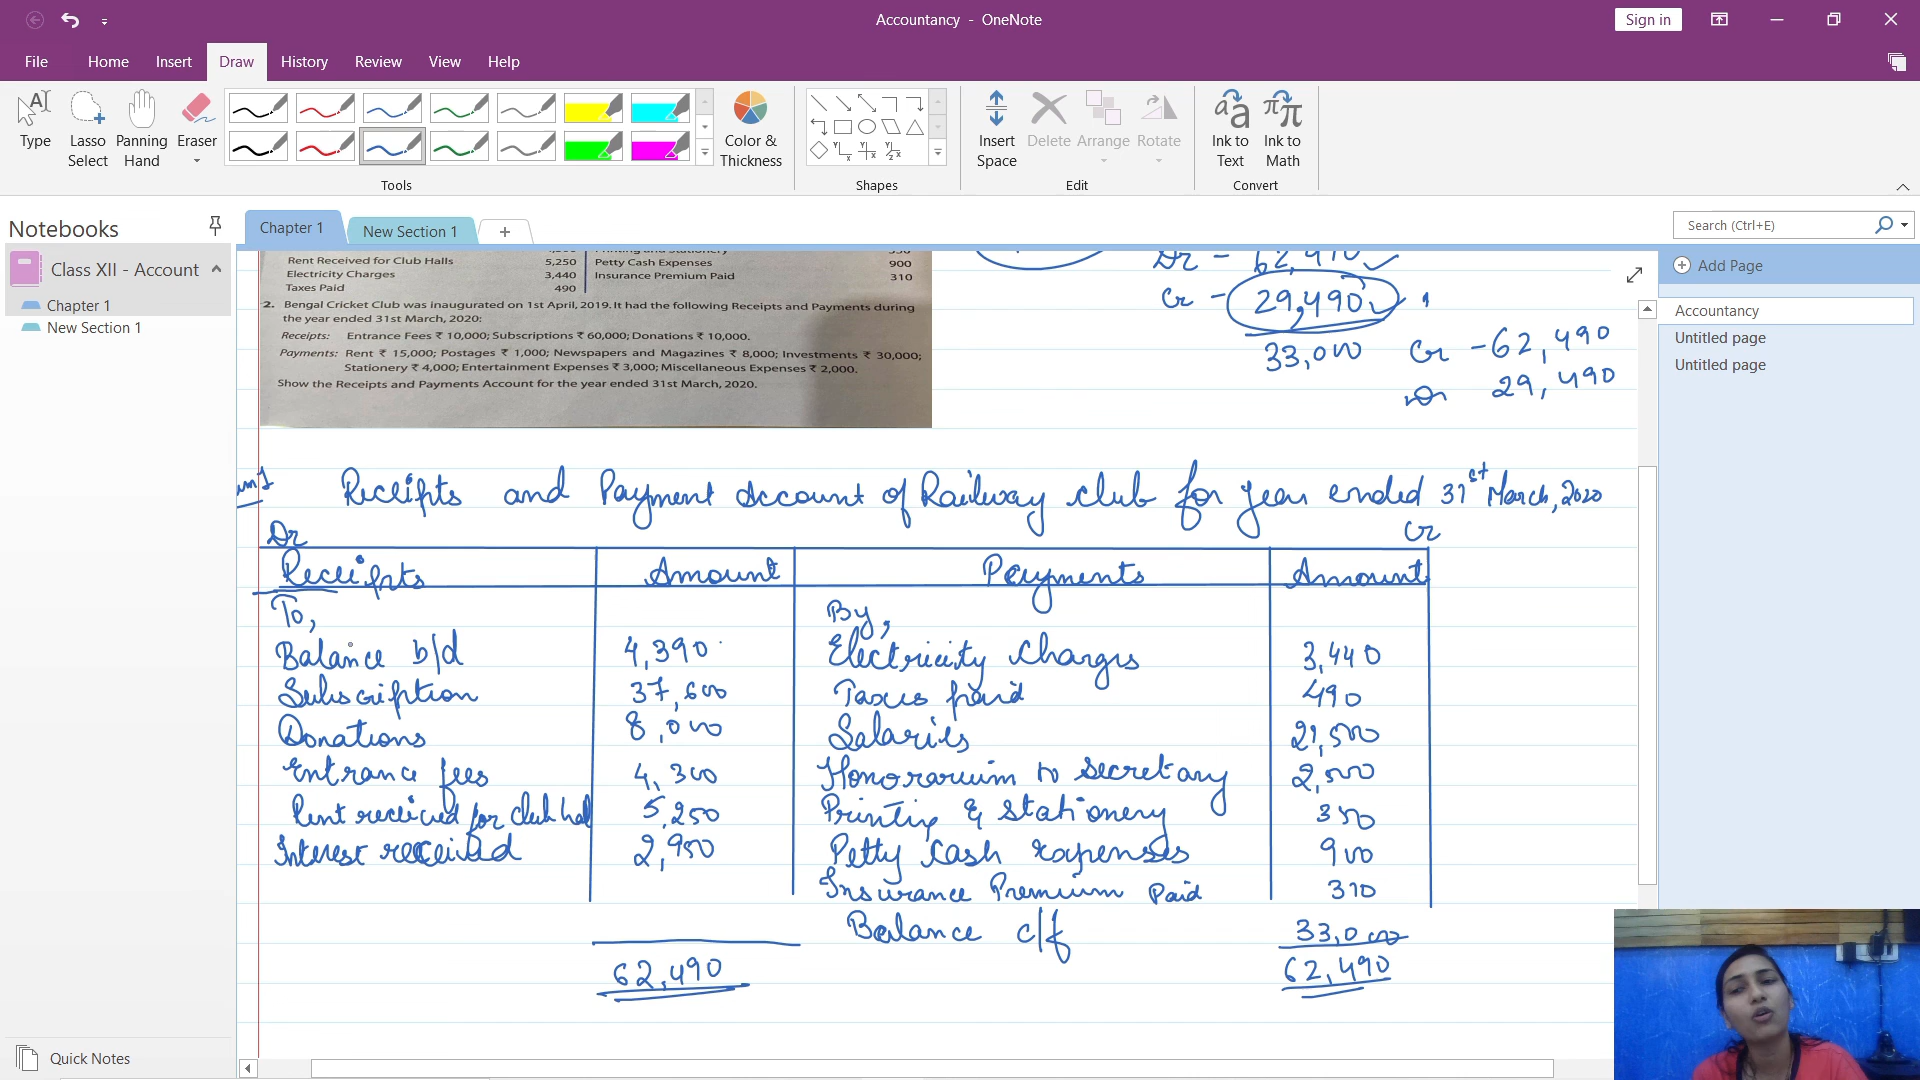 Accountancy - OneNote
Sign in
File Home Insert Draw History Review View Help
Type
Lasso Select
Panning Hand
Eraser
Color & Thickness
Insert Space
Delete Arrange Rotate
Ink to Text
Ink to Math
Tools Shapes Edit Convert
Notebooks
Class XII - Account
Chapter 1
New Section 1
Quick Notes
Chapter 1 New Section 1 +
Search (Ctrl+E)
Add Page
Accountancy
Untitled page
Untitled page
Rent Received for Club Halls 5,250 Petty Cash Expenses 900
Electricity Charges 3,440 Insurance Premium Paid 310
Taxes Paid 490
2. Bengal Cricket Club was inaugurated on 1st April, 2019. It had the following Receipts and Payments during
the year ended 31st March, 2020:
Receipts: Entrance Fees ₹ 10,000; Subscriptions ₹ 60,000; Donations ₹ 10,000.
Payments: Rent ₹ 15,000; Postages ₹ 1,000; Newspapers and Magazines ₹ 8,000; Investments ₹ 30,000;
Stationery ₹ 4,000; Entertainment Expenses ₹ 3,000; Miscellaneous Expenses ₹ 2,000.
Show the Receipts and Payments Account for the year ended 31st March, 2020.
Dr - 62,490
Cr - 29,490
33,000
Cr - 62,490
29,490
Receipts and Payment Account of Railway club for year ended 31st March, 2020
Dr Cr
Receipts Amount Payments Amount
To, By,
Balance b/d 4,390 Electricity Charges 3,440
Subscription 37,600 Taxes paid 490
Donations 8,000 Salaries 21,500
Entrance fees 4,300 Honorarium to Secretary 2,500
Rent received for club hal 5,250 Printing & Stationery 350
Interest received 2,950 Petty Cash expenses 900
Insurance Premium Paid 310
Balance c/f 33,000
62,490 62,490